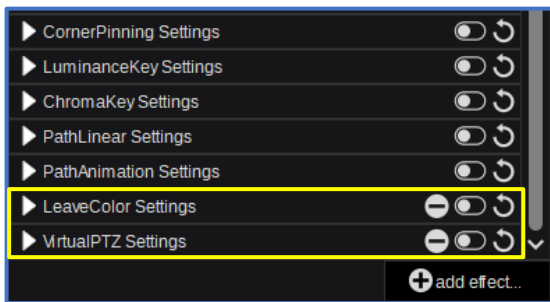 CornerPinning Settings
LuminanceKey Settings
ChromaKey Settings
PathLinear Settings
PathAnimation Settings
LeaveColor Settings
VirtualPTZ Settings
add effect...